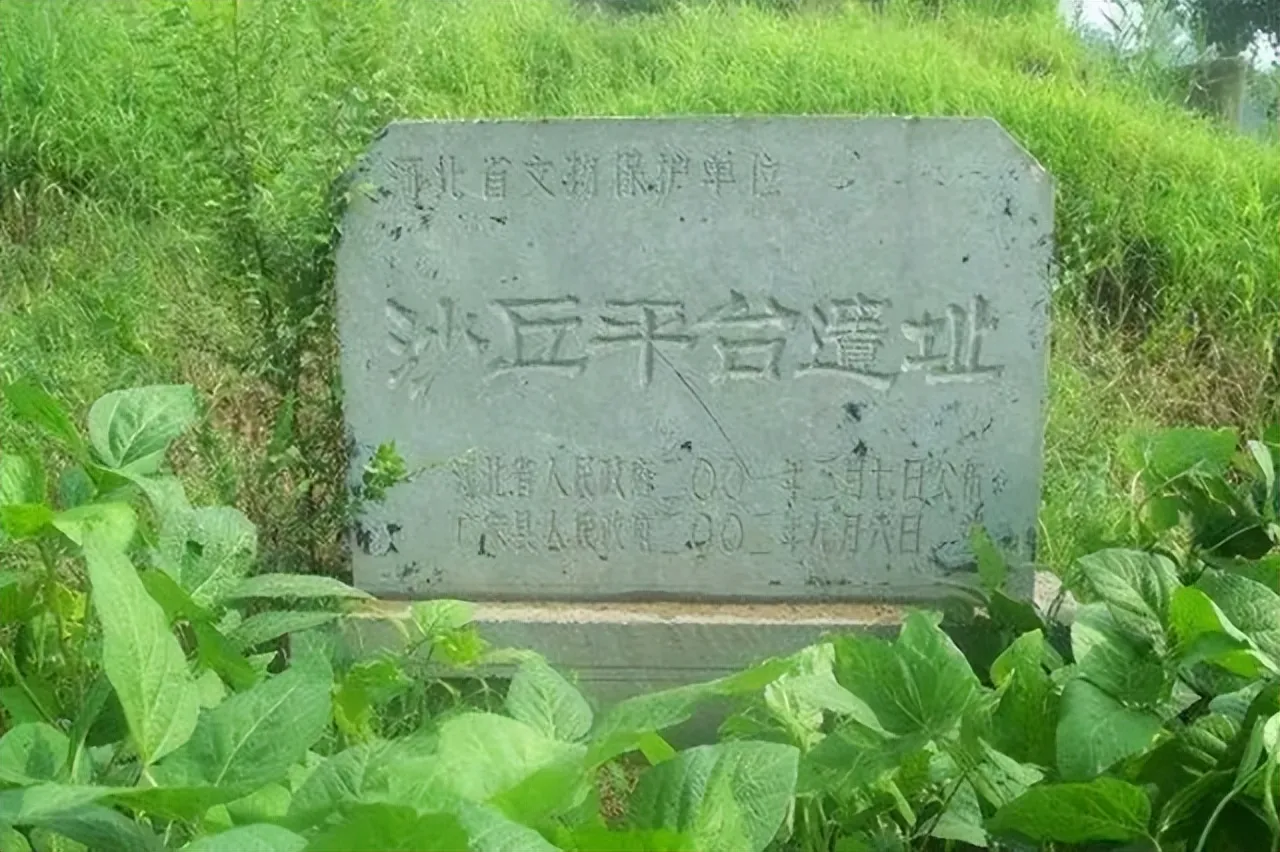 河北省文物保护单位
沙丘平台遗址
河北省人民政府二〇〇一年二月七日公布
广宗县人民政府二〇〇二年九月六日